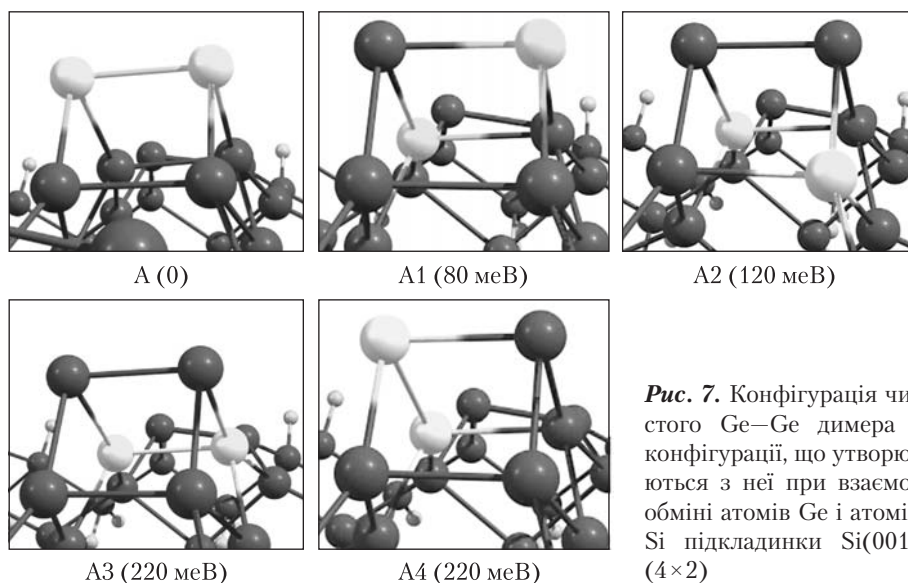 A (0)
A1 (80 меВ)
A2 (120 меВ)
A3 (220 меВ)
A4 (220 меВ)
Рис. 7. Конфігурація чи
стого Ge—Ge димера
конфігурації, що утворю
ються з неї при взаємо
обміні атомів Ge і атомі
Si підкладинки Si(001
(4×2)